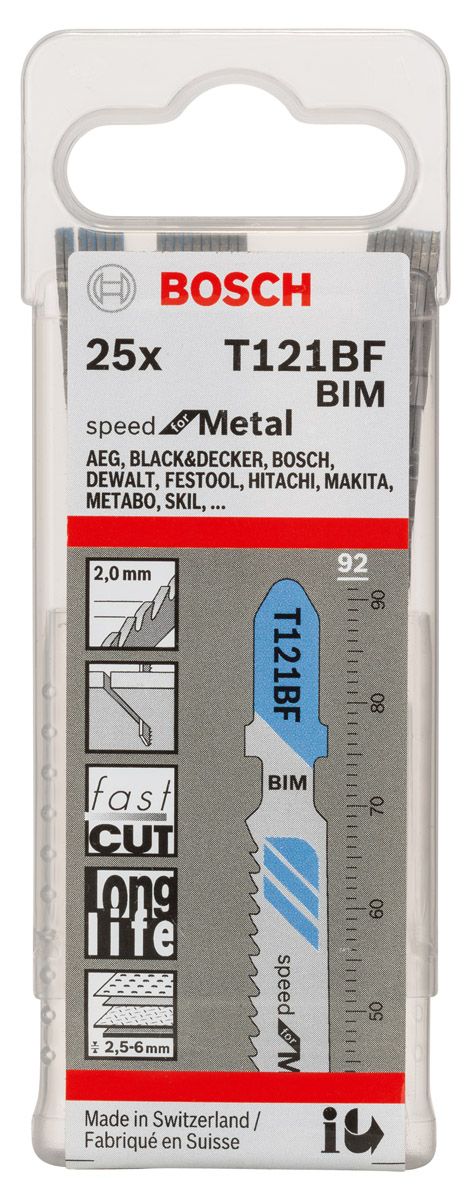 BOSCH
25x T121BF
BIM
speed for Metal
AEG, BLACK&DECKER, BOSCH,
DEWALT, FESTOOL, HITACHI, MAKITA,
METABO, SKIL, ...
2,0 mm
92
90
T121BF
80
BIM
fast
CUT
70
long
life
60
speed for M
2,5-6 mm
50
Made in Switzerland /
Fabriqué en Suisse